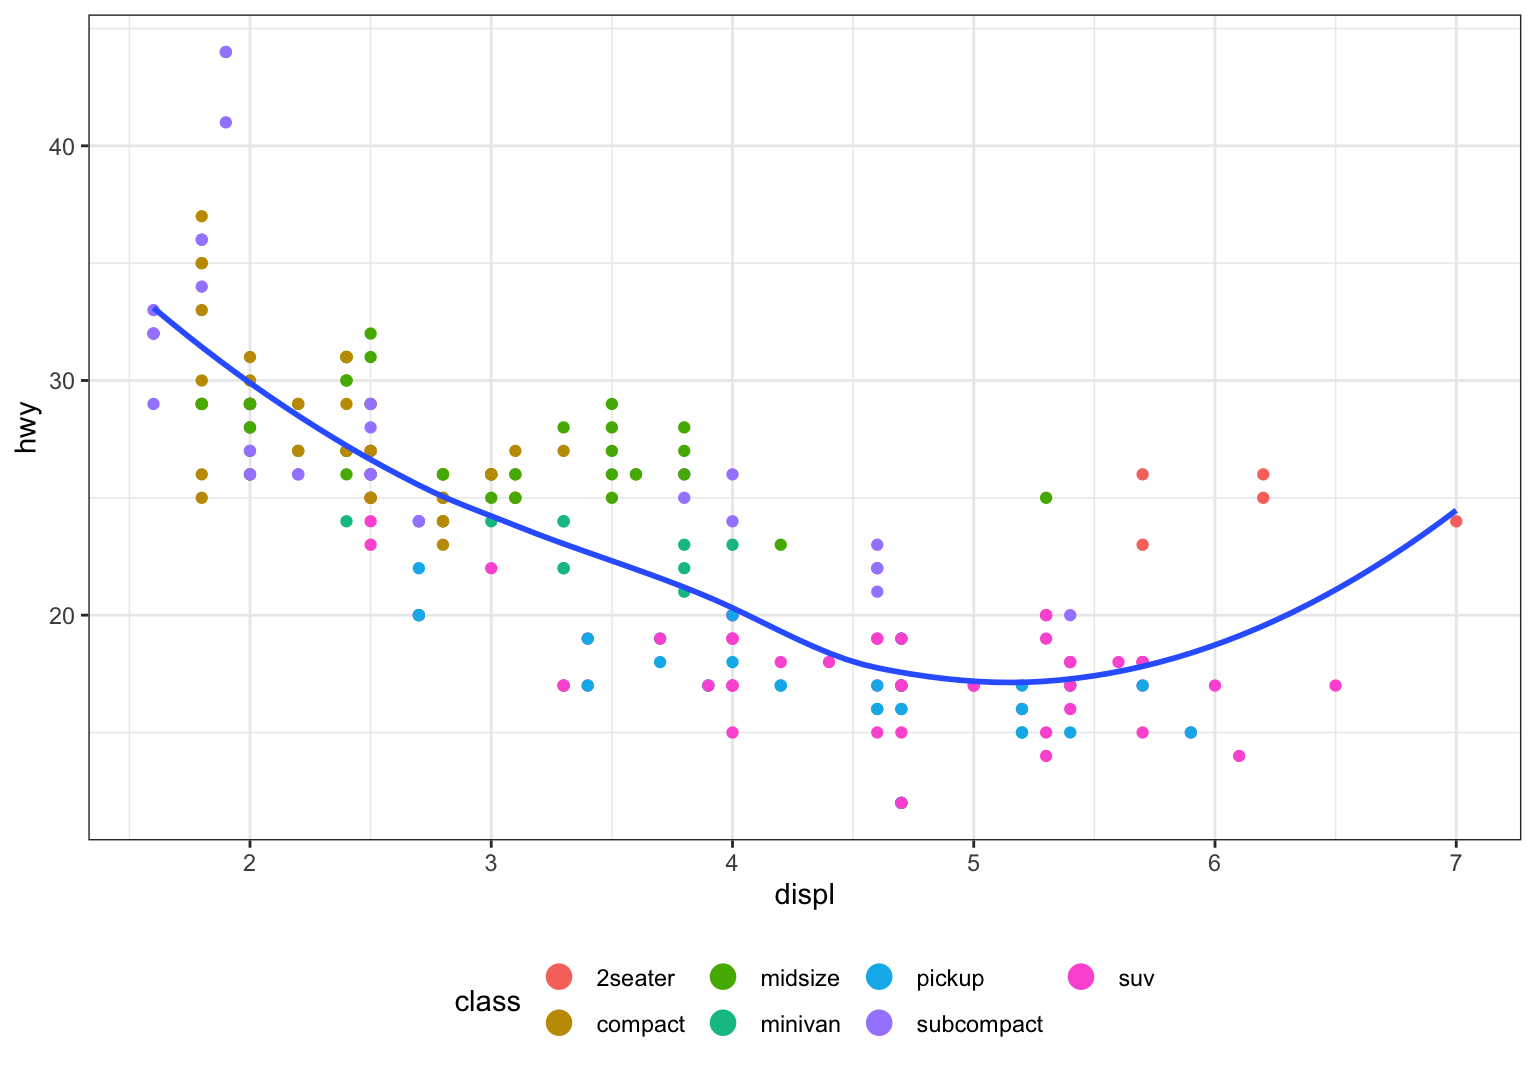 40
30
20
hwy
2 3 4 5 6 7
displ
class
2seater midsize pickup suv
compact minivan subcompact